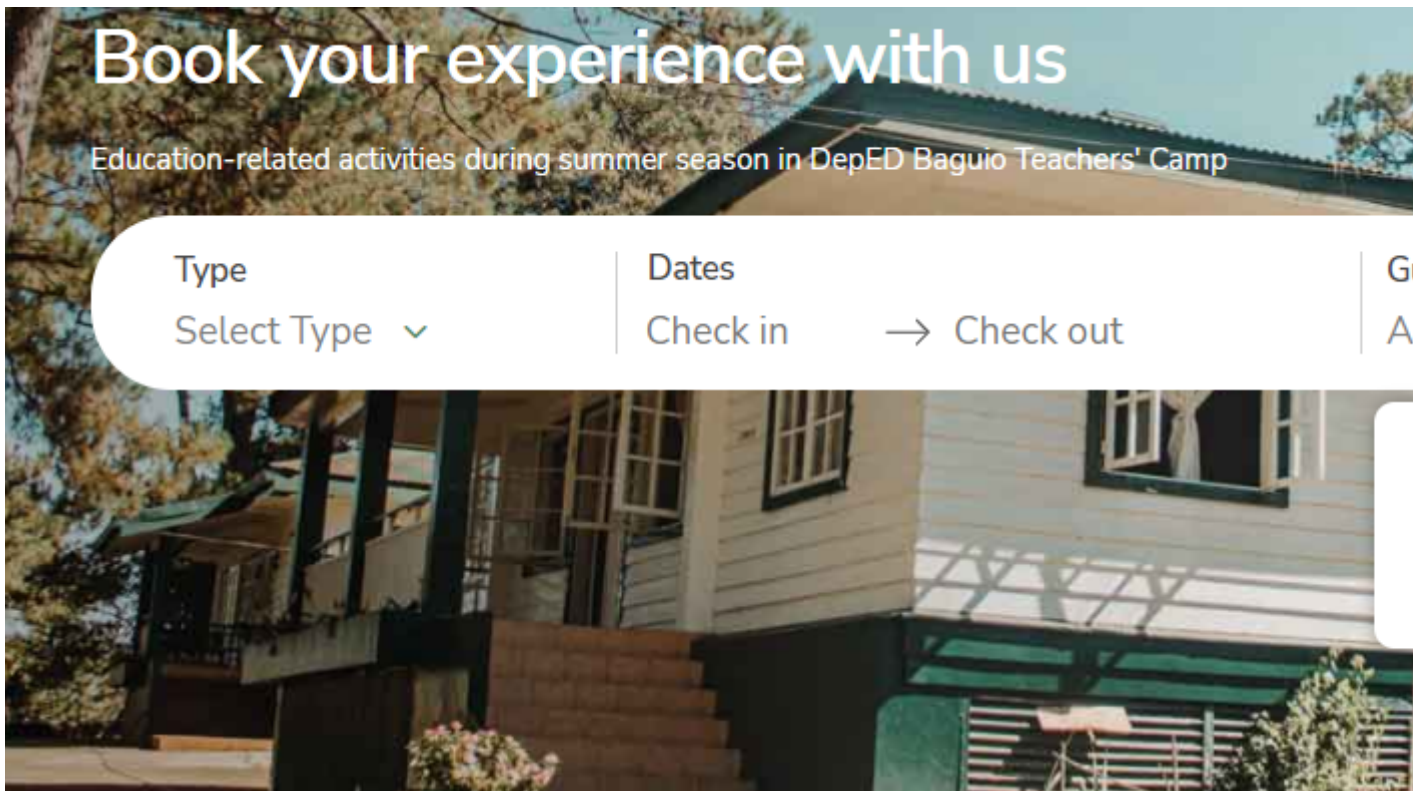 Book your experience with us
Education-related activities during summer season in DepED Baguio Teachers' Camp
Type
Dates
Select Type
Check in
Check out